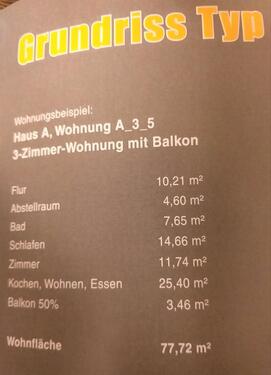 Grundriss Typ
Wohnungsbeispiel:
Haus A, Wohnung A_3_5
3-Zimmer-Wohnung mit Balkon
Flur 10,21 m²
Abstellraum 4,60 m²
Bad 7,65 m²
Schlafen 14,66 m²
Zimmer 11,74 m²
Kochen, Wohnen, Essen 25,40 m²
Balkon 50% 3,46 m²
Wohnfläche 77,72 m²